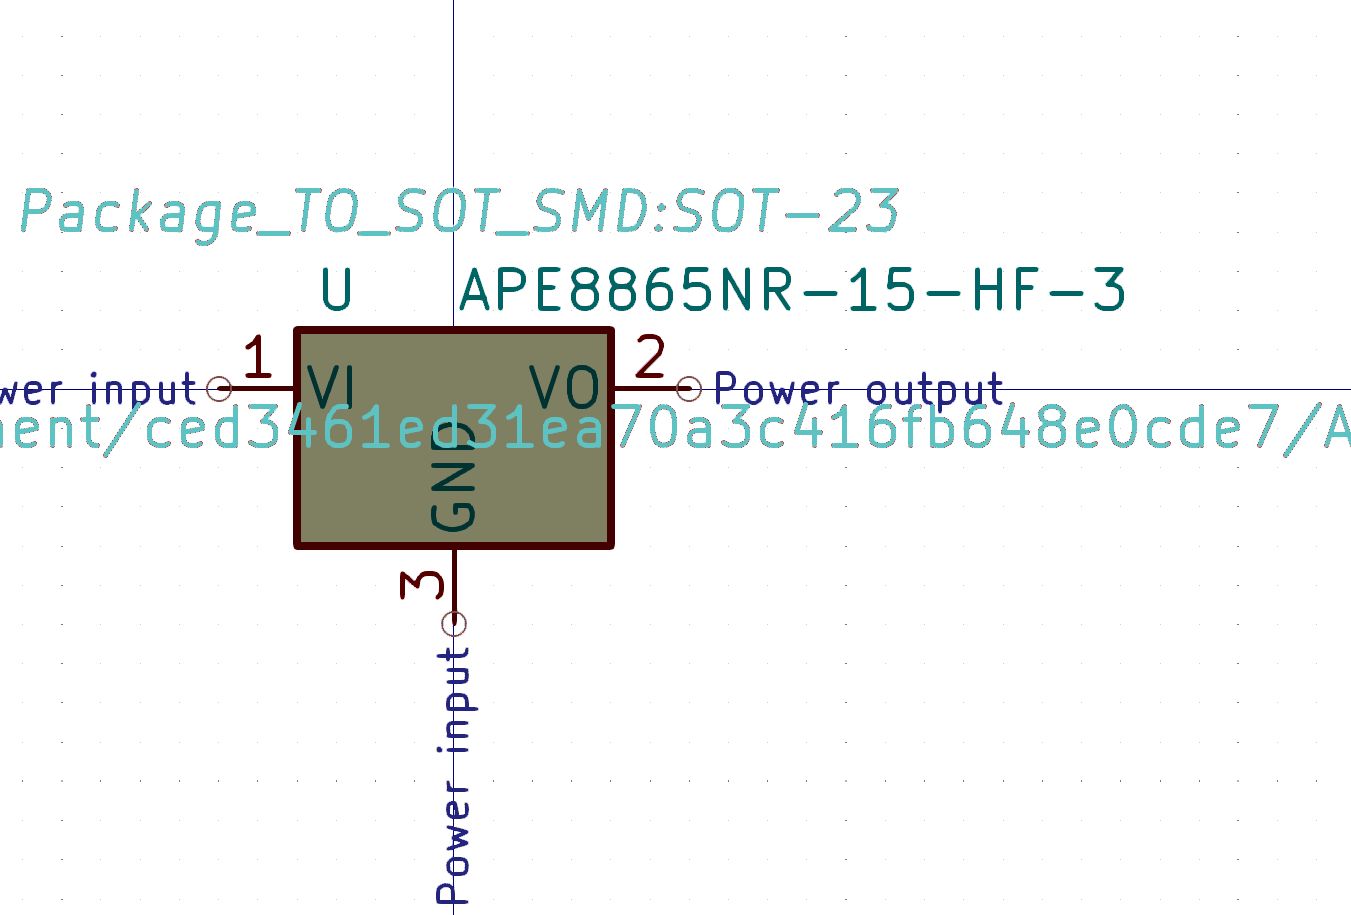 Package_TO_SOT_SMD:SOT-23
U APE8865NR-15-HF-3
1 2
wer input VI VO Power output
ent/ced3461ed31ea70a3c416fb648e0cde7/A
GND
3
Power input